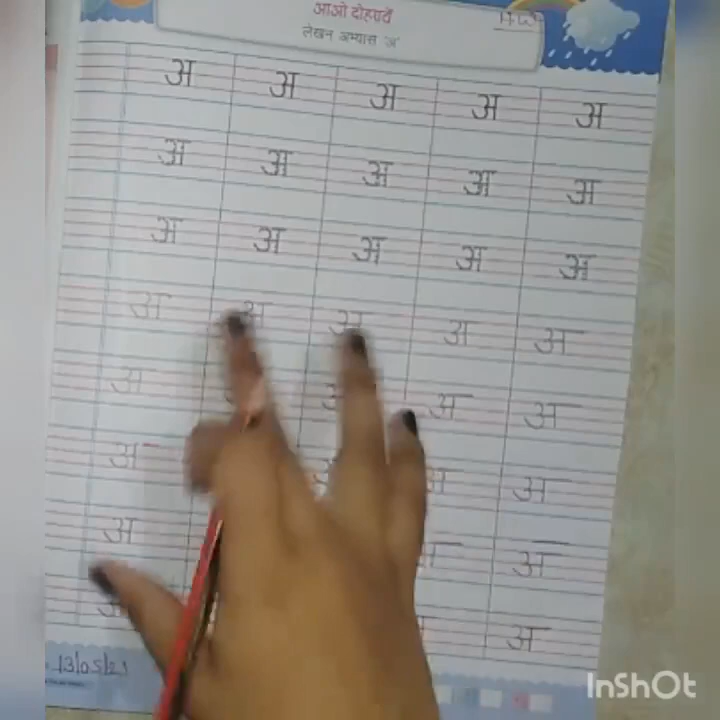 आओ दोहरायें
H.W
लेखन अभ्यास 'अ'
अ अ अ अ अ
अ अ अ अ अ
अ अ अ अ अ
अ अ अ अ अ
अ अ अ अ
अ अ अ
अ अ
अ अ
13/05/21
InShOt